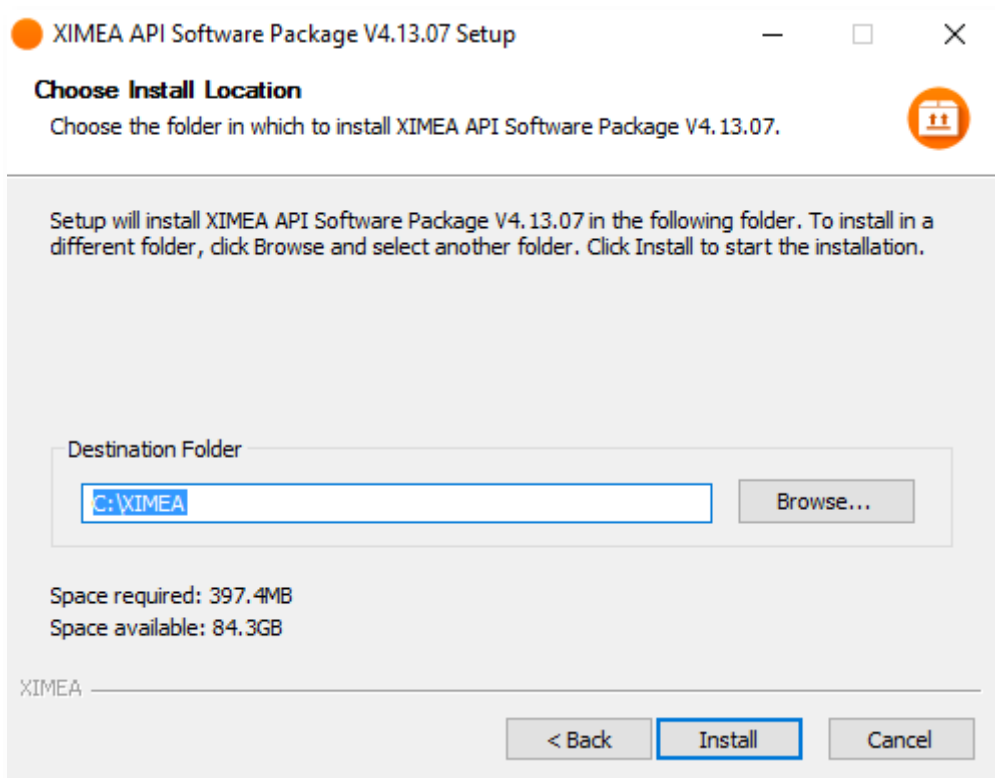 XIMEA API Software Package V4.13.07 Setup
Choose Install Location
Choose the folder in which to install XIMEA API Software Package V4.13.07.
Setup will install XIMEA API Software Package V4.13.07 in the following folder. To install in a
different folder, click Browse and select another folder. Click Install to start the installation.
Destination Folder
C:\XIMEA
Browse...
Space required: 397.4MB
Space available: 84.3GB
XIMEA
< Back
Install
Cancel